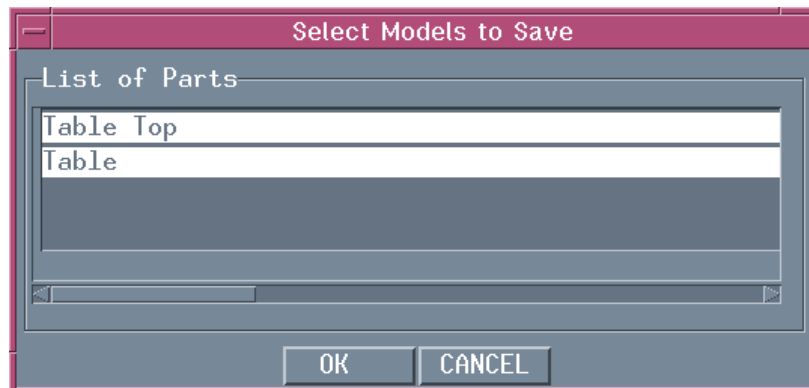 Select Models to Save
List of Parts
Table Top
Table
OK
CANCEL